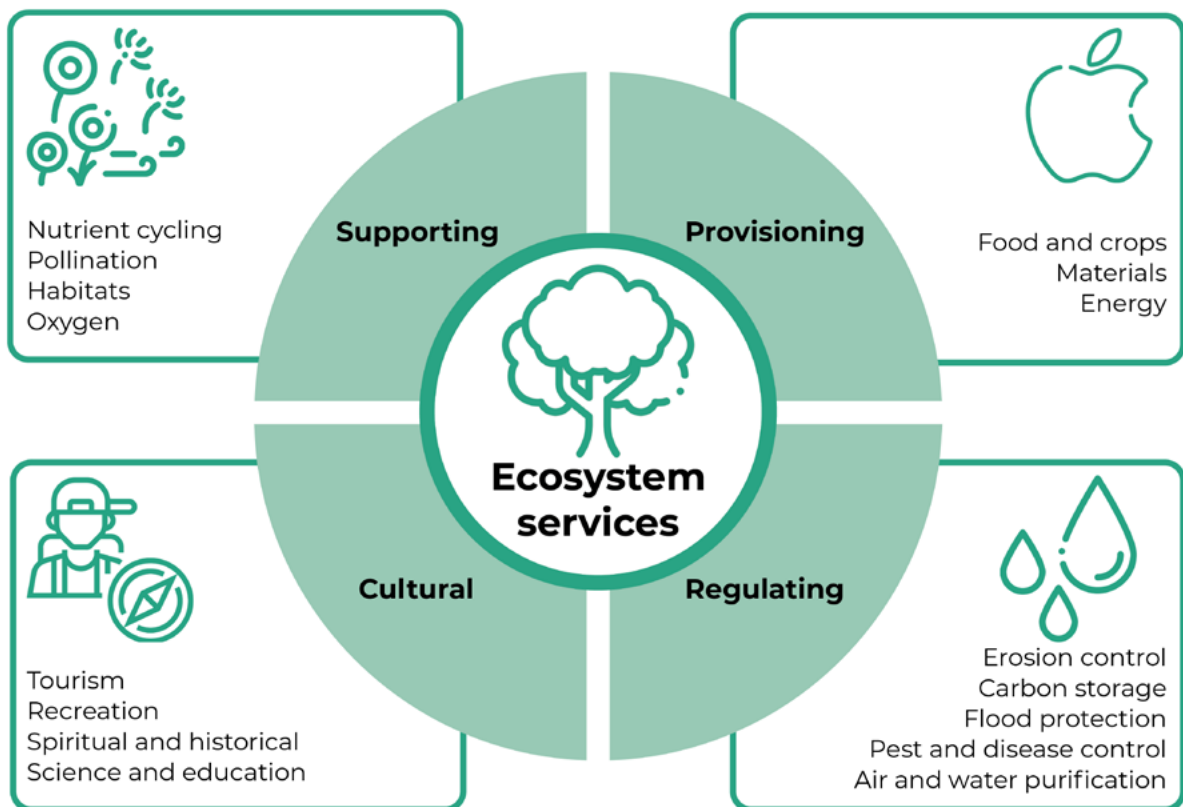 Supporting
Nutrient cycling
Pollination
Habitats
Oxygen
Provisioning
Food and crops
Materials
Energy
Ecosystem
services
Cultural
Tourism
Recreation
Spiritual and historical
Science and education
Regulating
Erosion control
Carbon storage
Flood protection
Pest and disease control
Air and water purification